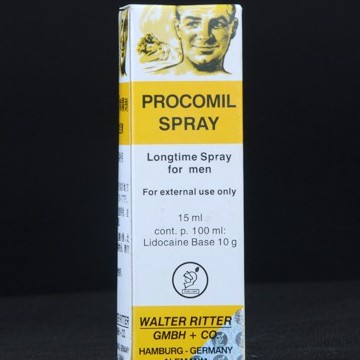 PROCOMIL
SPRAY
Longtime Spray
for men
For external use only
15 ml
cont. p. 100 ml:
Lidocaine Base 10 g
WALTER RITTER
GMBH + CO
HAMBURG - GERMANY